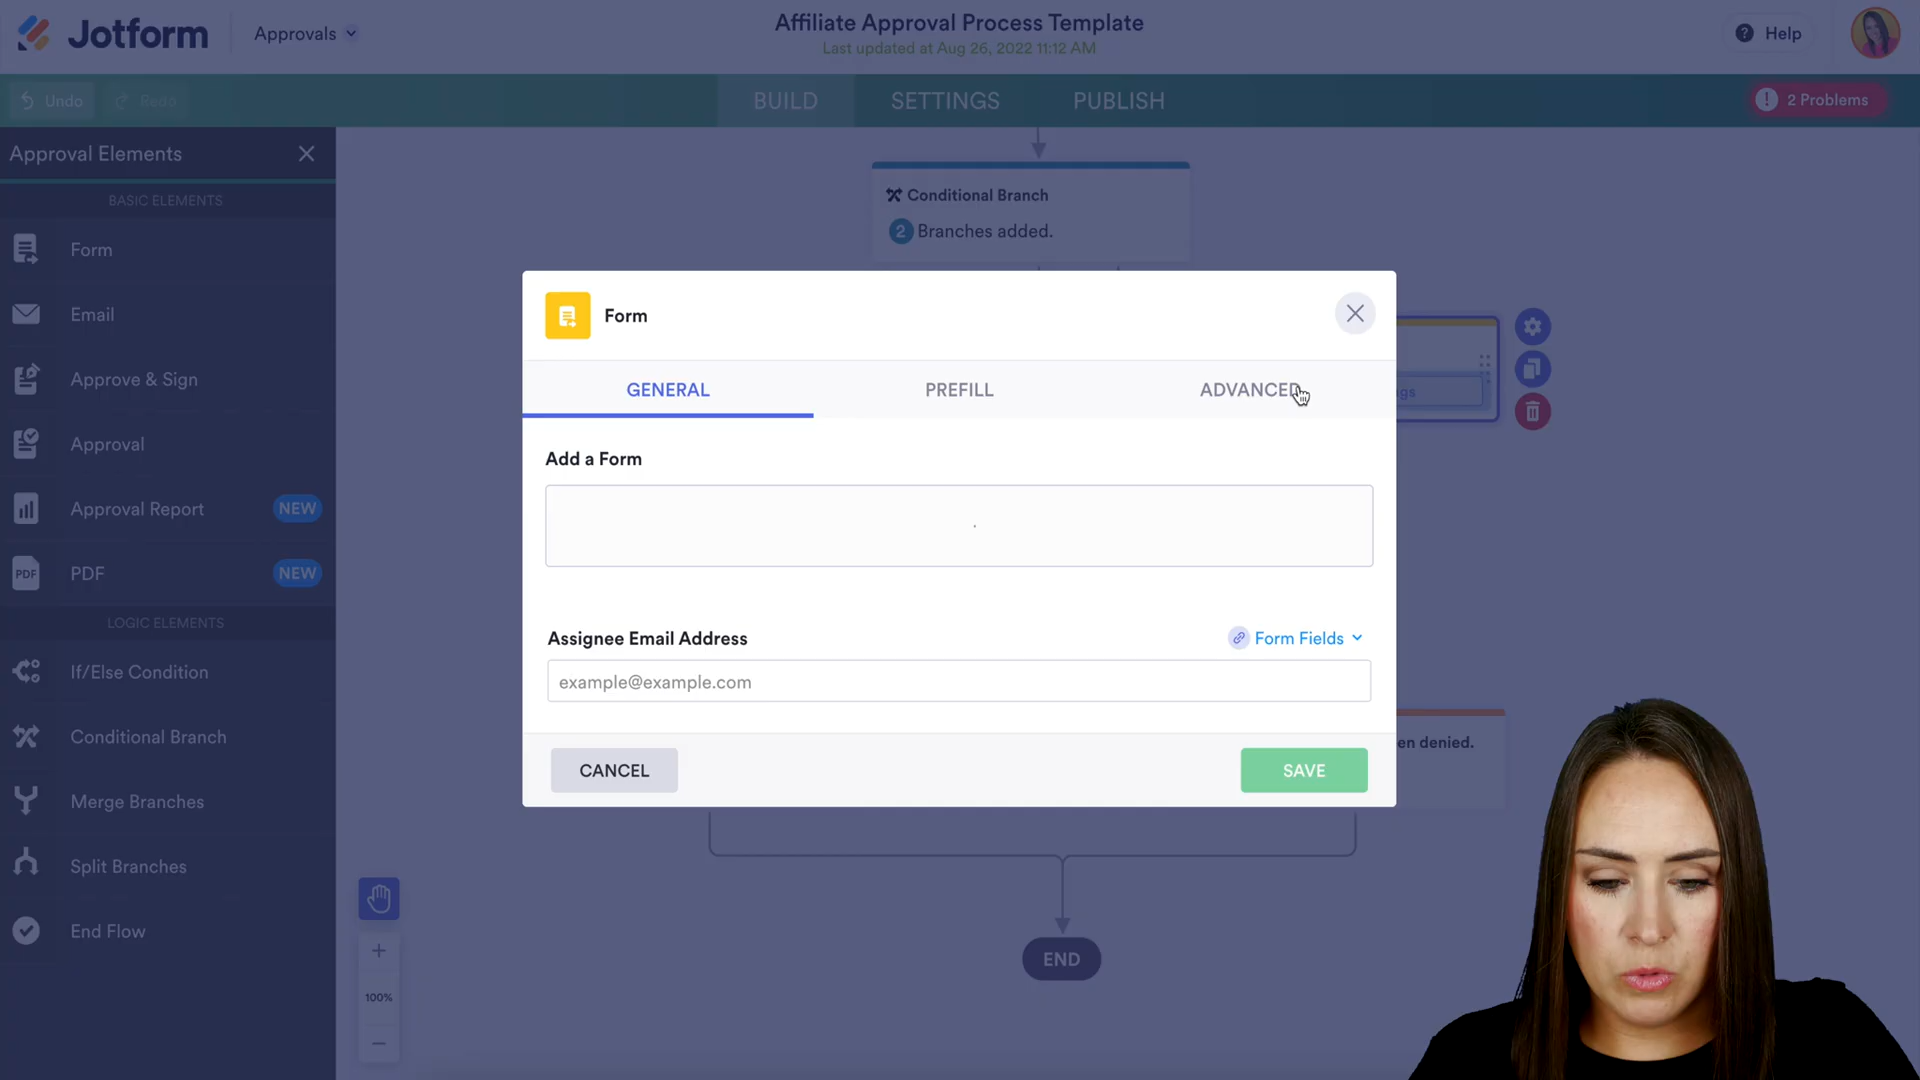 Jotform
Approvals
Affiliate Approval Process Template
Last updated at Aug 26, 2022 11:12 AM
? Help
Undo
Redo
BUILD
SETTINGS
PUBLISH
! 2 Problems
Approval Elements
BASIC ELEMENTS
Form
Email
Approve & Sign
Approval
Approval Report NEW
PDF PDF NEW
LOGIC ELEMENTS
If/Else Condition
Conditional Branch
Merge Branches
Split Branches
End Flow
Conditional Branch
2 Branches added.
Form
GENERAL
PREFILL
ADVANCED
Add a Form
Assignee Email Address
Form Fields
example@example.com
CANCEL
SAVE
gs
en denied.
END
+
100%
−